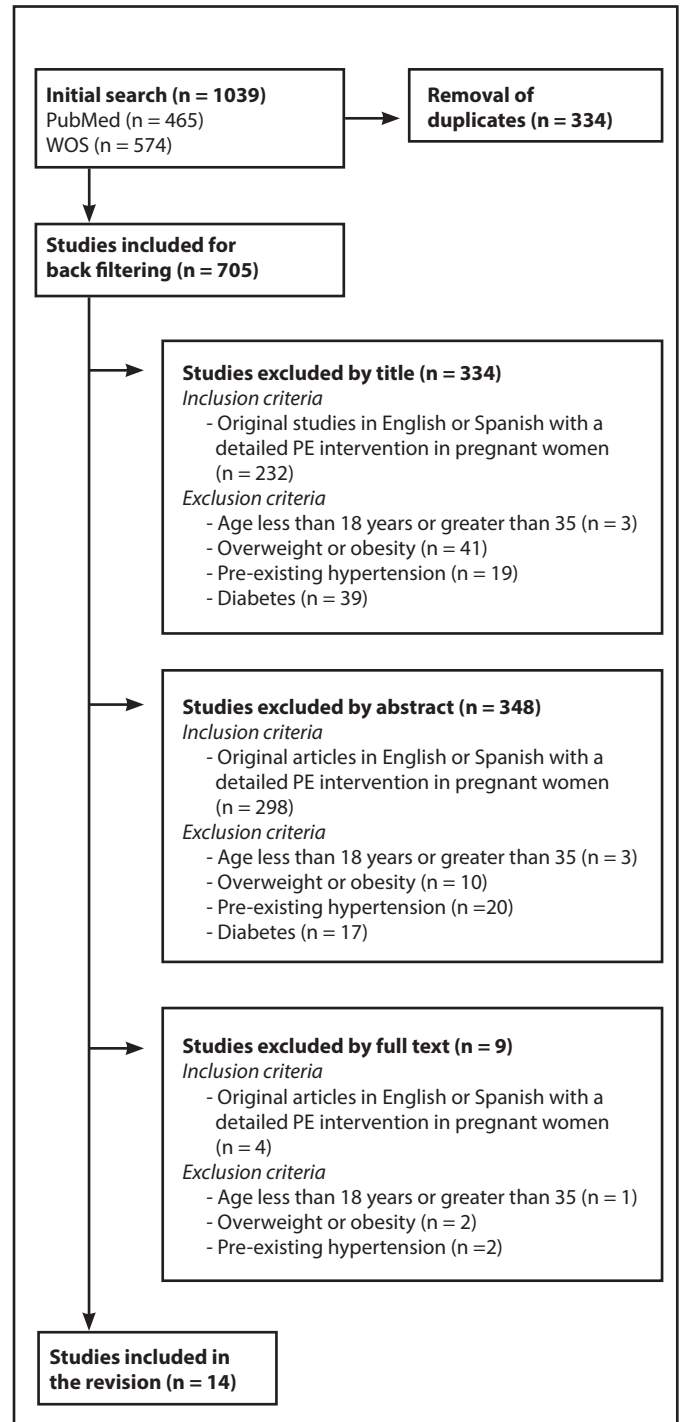 Initial search (n = 1039)
PubMed (n = 465)
WOS (n = 574)
Removal of
duplicates (n = 334)
Studies included for
back filtering (n = 705)
Studies excluded by title (n = 334)
Inclusion criteria
- Original studies in English or Spanish with a
detailed PE intervention in pregnant women
(n = 232)
Exclusion criteria
- Age less than 18 years or greater than 35 (n = 3)
- Overweight or obesity (n = 41)
- Pre-existing hypertension (n = 19)
- Diabetes (n = 39)
Studies excluded by abstract (n = 348)
Inclusion criteria
- Original articles in English or Spanish with a
detailed PE intervention in pregnant women
(n = 298)
Exclusion criteria
- Age less than 18 years or greater than 35 (n = 3)
- Overweight or obesity (n = 10)
- Pre-existing hypertension (n =20)
- Diabetes (n = 17)
Studies excluded by full text (n = 9)
Inclusion criteria
- Original articles in English or Spanish with a
detailed PE intervention in pregnant women
(n = 4)
Exclusion criteria
- Age less than 18 years or greater than 35 (n = 1)
- Overweight or obesity (n = 2)
- Pre-existing hypertension (n =2)
Studies included in
the revision (n = 14)